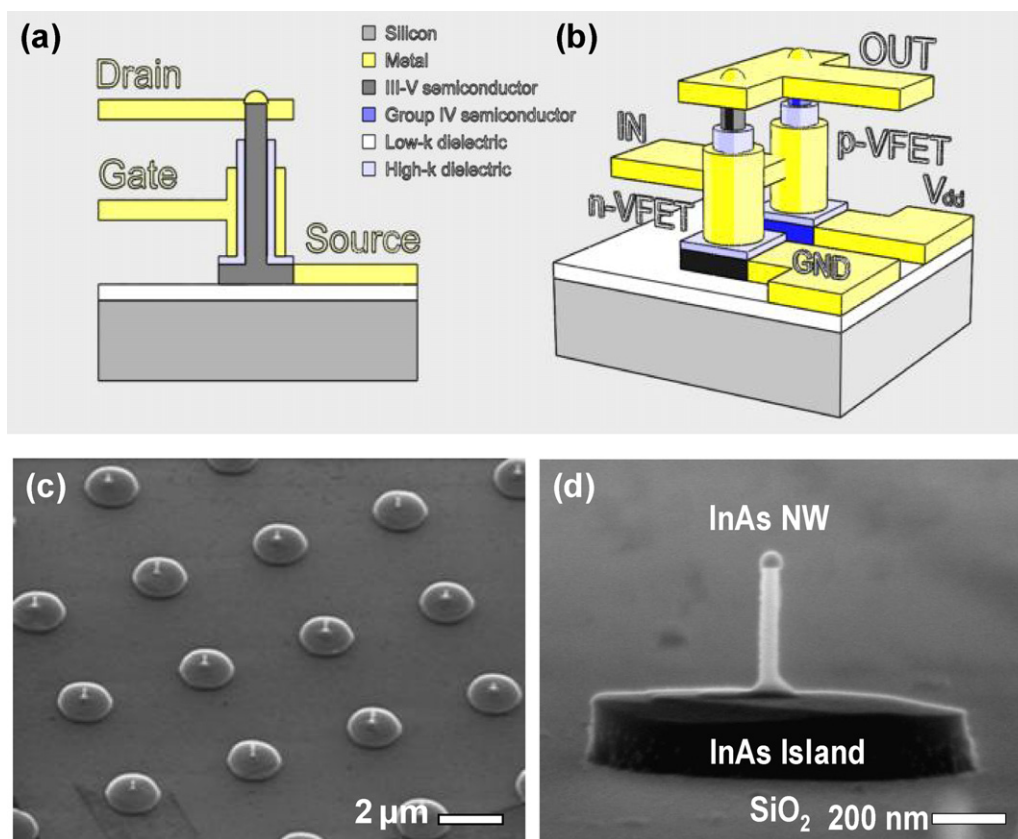 (a)
Drain
Gate
Source
Silicon
Metal
III-V semiconductor
Group IV semiconductor
Low-k dielectric
High-k dielectric
(b)
OUT
IN
p-VFET
n-VFET
Vdd
GND
(c)
2 μm
(d)
InAs NW
InAs Island
SiO₂
200 nm